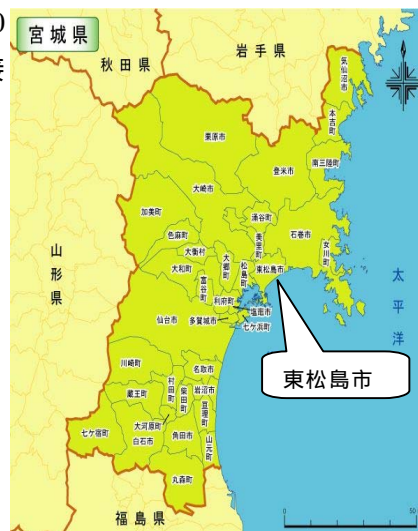 宮城県
秋田県
岩手県
気仙沼市
本吉町
栗原市
登米市
南三陸町
大崎市
加美町
涌谷町
色麻町
美里町
石巻市
女川町
大衡村
大郷町
松島町
東松島市
大和町
富谷町
利府町
塩竈市
仙台市
多賀城市
七ケ浜町
山形県
太平洋
東松島市
川崎町
名取市
村田町
柴田町
岩沼市
蔵王町
亘理町
大河原町
七ケ宿町
白石市
角田市
山元町
丸森町
福島県
0